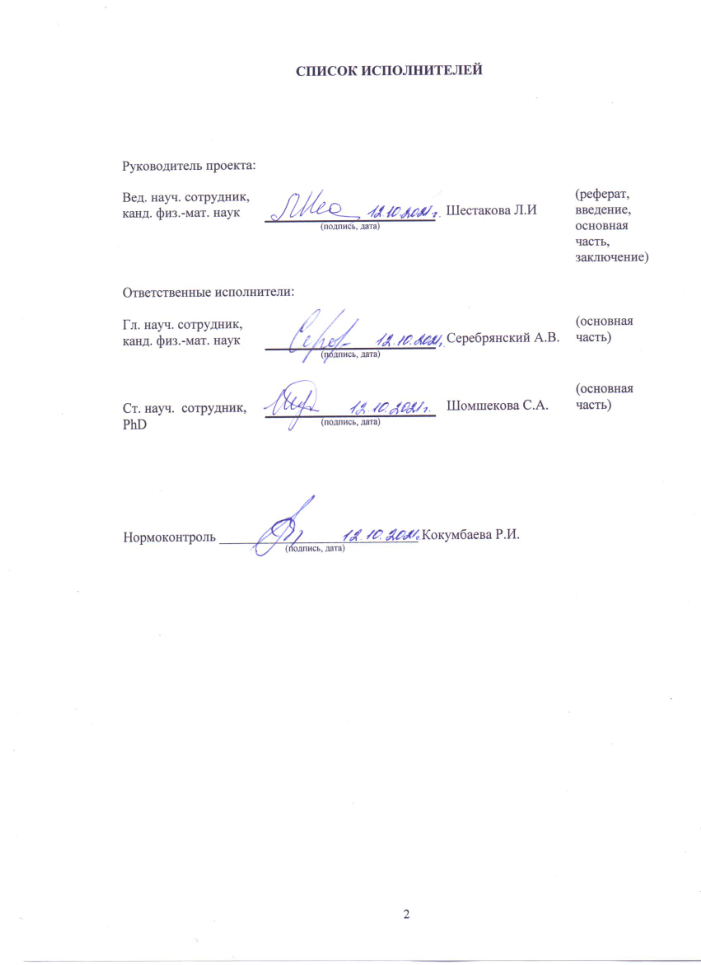 СПИСОК ИСПОЛНИТЕЛЕЙ
Руководитель проекта:
Вед. науч. сотрудник,
канд. физ.-мат. наук
12.10.2021г.
Шестакова Л.И
(подпись, дата)
(реферат,
введение,
основная
часть,
заключение)
Ответственные исполнители:
Гл. науч. сотрудник,
канд. физ.-мат. наук
12.10.2021г.
Серебрянский А.В.
(подпись, дата)
(основная
часть)
Ст. науч. сотрудник,
PhD
12.10.2021г.
Шомшекова С.А.
(подпись, дата)
(основная
часть)
Нормоконтроль 12.10.2021г. Кокумбаева Р.И.
(подпись, дата)
2